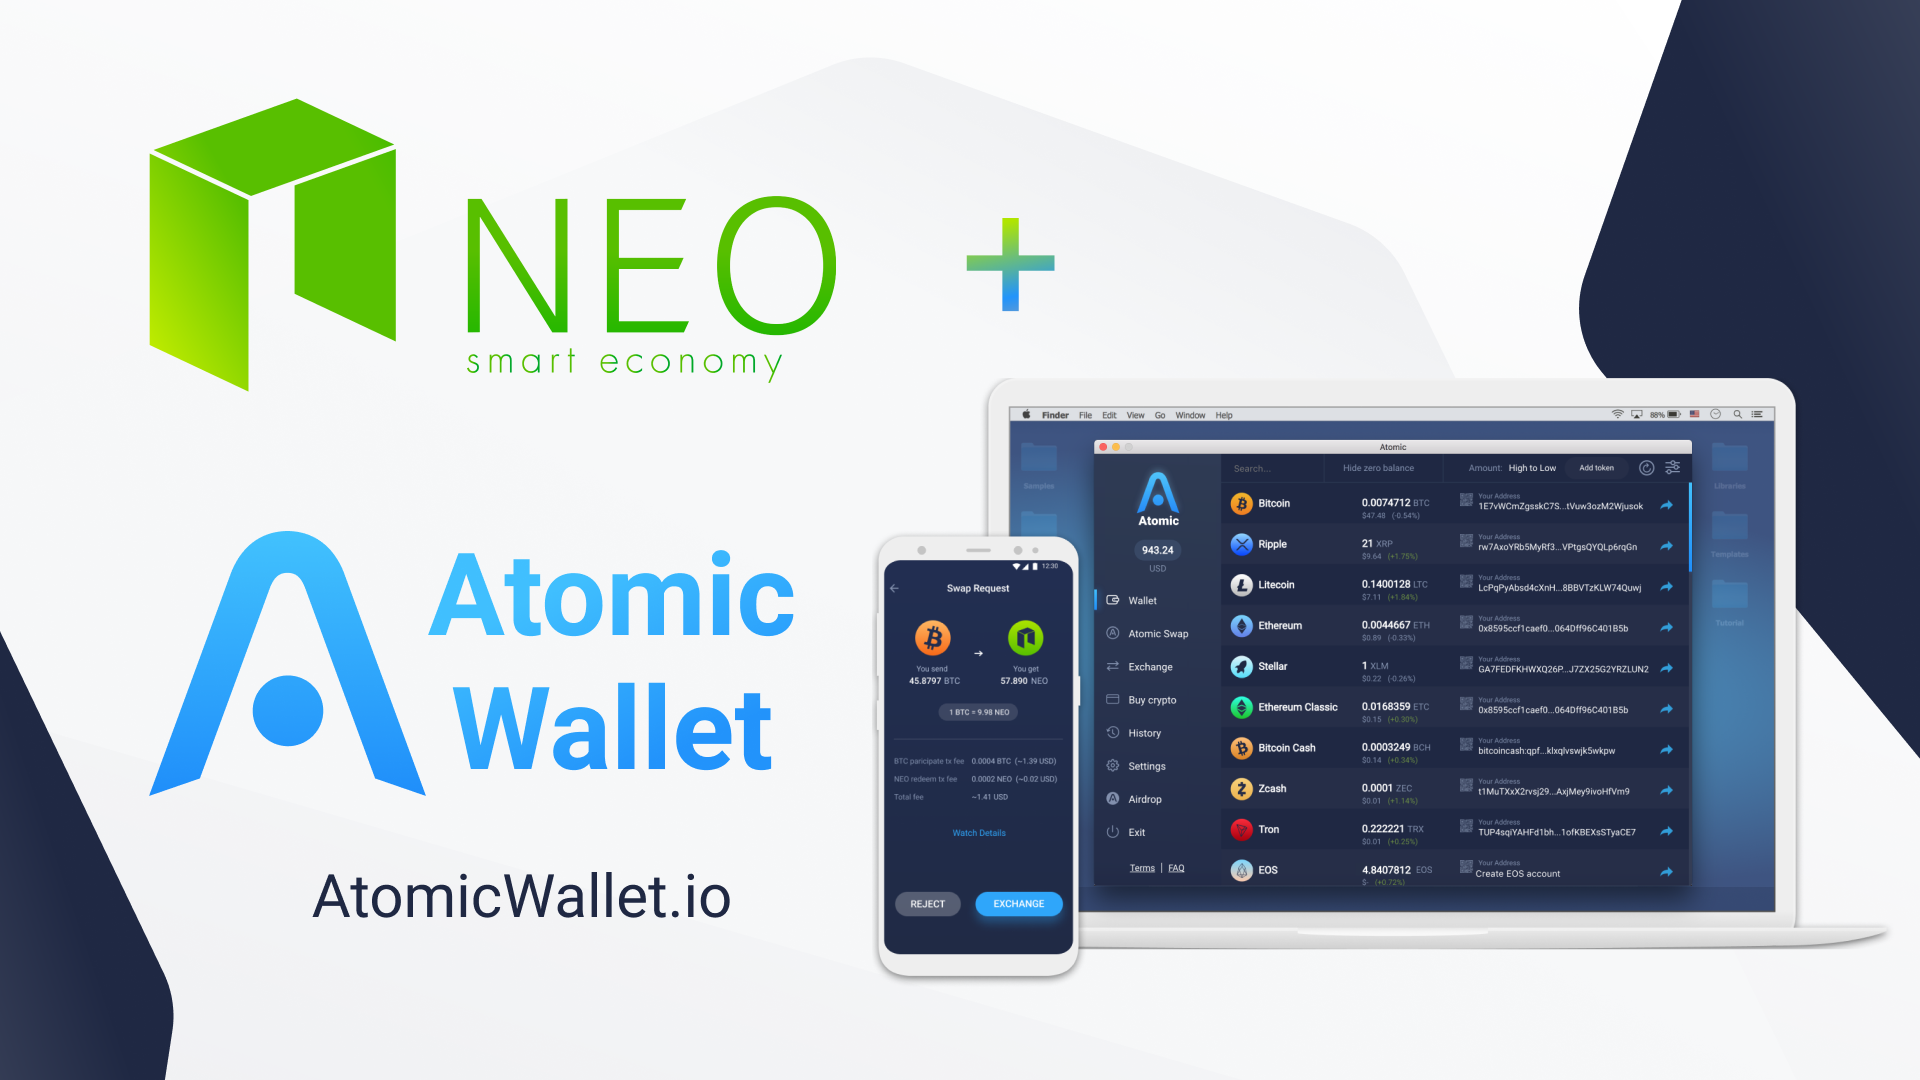 NEO
smart economy
Atomic
Wallet
AtomicWallet.io
Finder File Edit View Go Window Help
88%
Samples
Libraries
Templates
Tutorial
Atomic
Atomic
943.24
USD
Wallet
Atomic Swap
Exchange
Buy crypto
History
Settings
Airdrop
Exit
Terms | FAQ
Search... Hide zero balance Amount: High to Low Add token
Bitcoin 0.0074712 BTC Your Address
$47.48 (-0.54%) 1E7vWCmZgsskC7S...tVuw3ozM2Wjusok
Ripple 21 XRP Your Address
$9.64 (+1.75%) rw7AxoYRb5MyRf3...VPtgsQYQLp6rqGn
Litecoin 0.1400128 LTC Your Address
$7.11 (+1.84%) LcPqPyAbsd4cXnH...8BBVTzKLW74Quwj
Ethereum 0.0044667 ETH Your Address
$0.89 (-0.33%) 0x8595ccf1caef0...064Dff96C401B5b
Stellar 1 XLM Your Address
$0.22 (-0.26%) GA7FEDFKHWXQ26P...J7ZX25G2YRZLUN2
Ethereum Classic 0.0168359 ETC Your Address
$0.15 (+0.30%) 0x8595ccf1caef0...064Dff96C401B5b
Bitcoin Cash 0.0003249 BCH Your Address
$0.14 (+0.34%) bitcoincash:qpf...klxqlvswjk5wkpw
Zcash 0.0001 ZEC Your Address
$0.01 (+1.14%) t1MuTXxX2rvsj29...AxjMey9ivoHfVm9
Tron 0.222221 TRX Your Address
$0.01 (+0.25%) TUP4sqiYAHFd1bh...1ofKBEXsSTyaCE7
EOS 4.8407812 EOS Your Address
$- (+0.72%) Create EOS account
12:30
Swap Request
You send You get
45.8797 BTC 57.890 NEO
1 BTC = 9.98 NEO
BTC paricipate tx fee 0.0004 BTC (~1.39 USD)
NEO redeem tx fee 0.0002 NEO (~0.02 USD)
Total fee ~1.41 USD
Watch Details
REJECT EXCHANGE